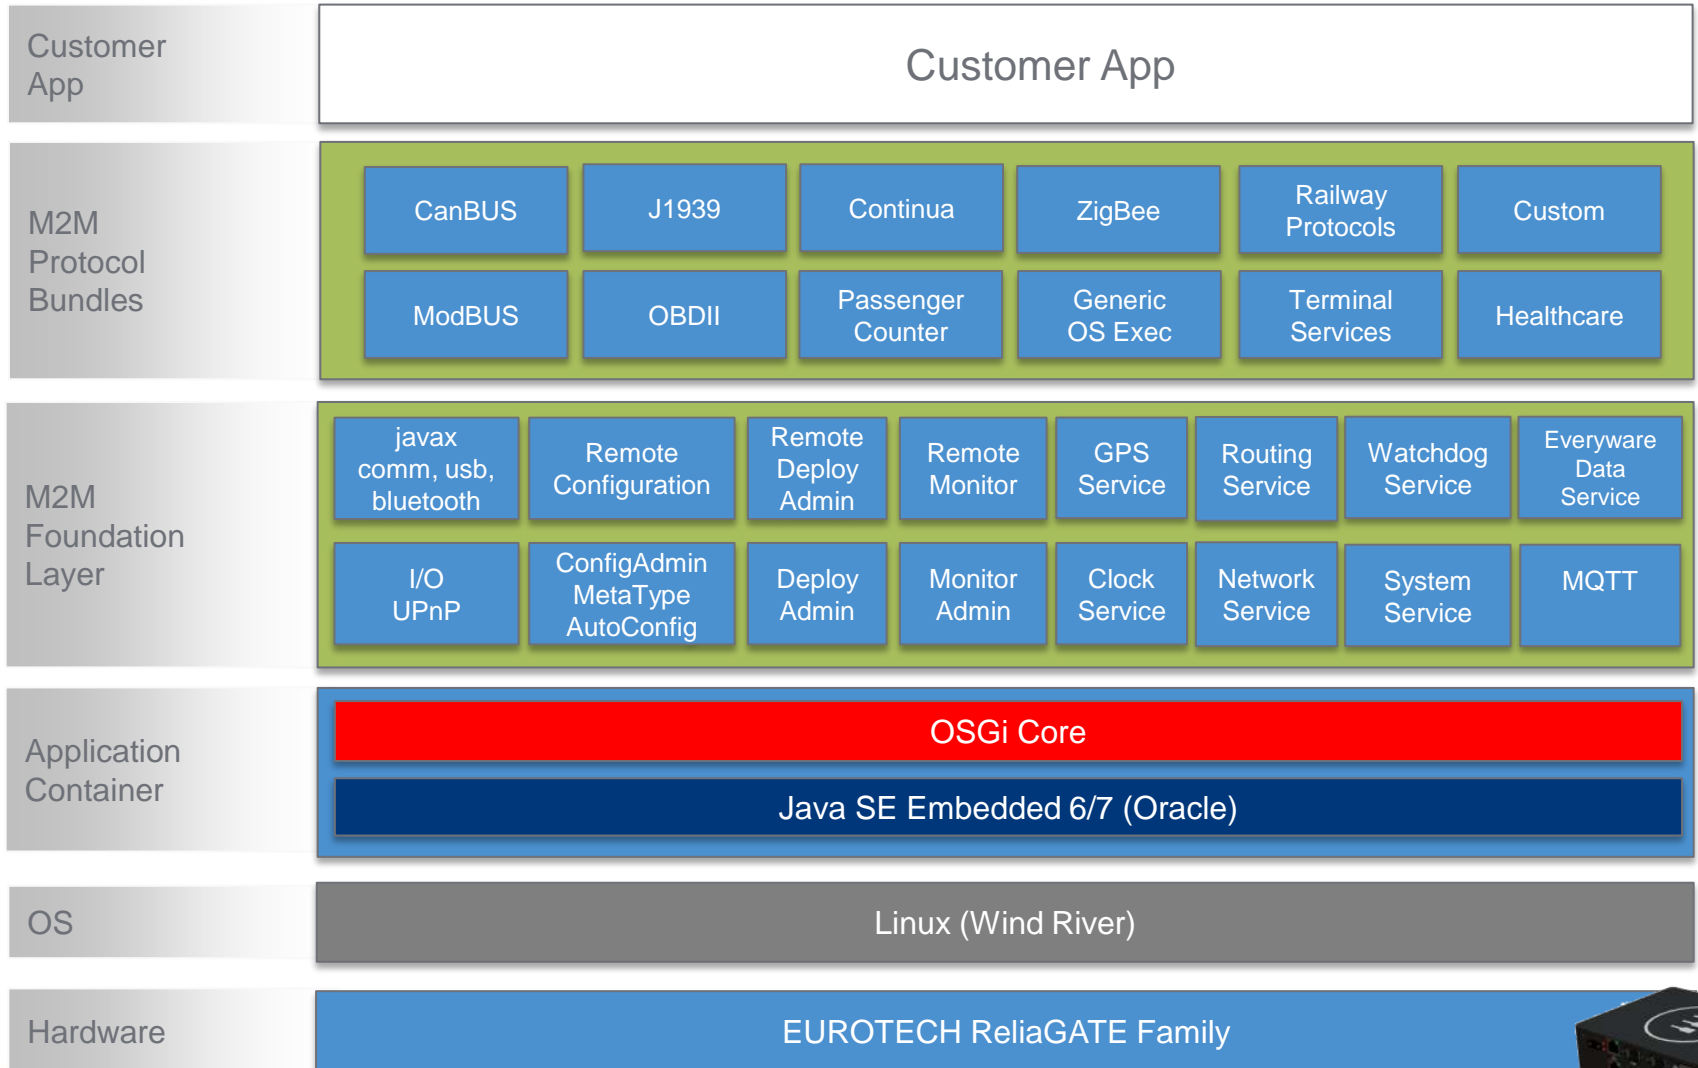 Customer
App
Customer App
M2M
Protocol
Bundles
CanBUS
J1939
Continua
ZigBee
Railway
Protocols
Custom
ModBUS
OBDII
Passenger
Counter
Generic
OS Exec
Terminal
Services
Healthcare
M2M
Foundation
Layer
javax
comm, usb,
bluetooth
Remote
Configuration
Remote
Deploy
Admin
Remote
Monitor
GPS
Service
Routing
Service
Watchdog
Service
Everyware
Data
Service
I/O
UPnP
ConfigAdmin
MetaType
AutoConfig
Deploy
Admin
Monitor
Admin
Clock
Service
Network
Service
System
Service
MQTT
Application
Container
OSGi Core
Java SE Embedded 6/7 (Oracle)
OS
Linux (Wind River)
Hardware
EUROTECH ReliaGATE Family